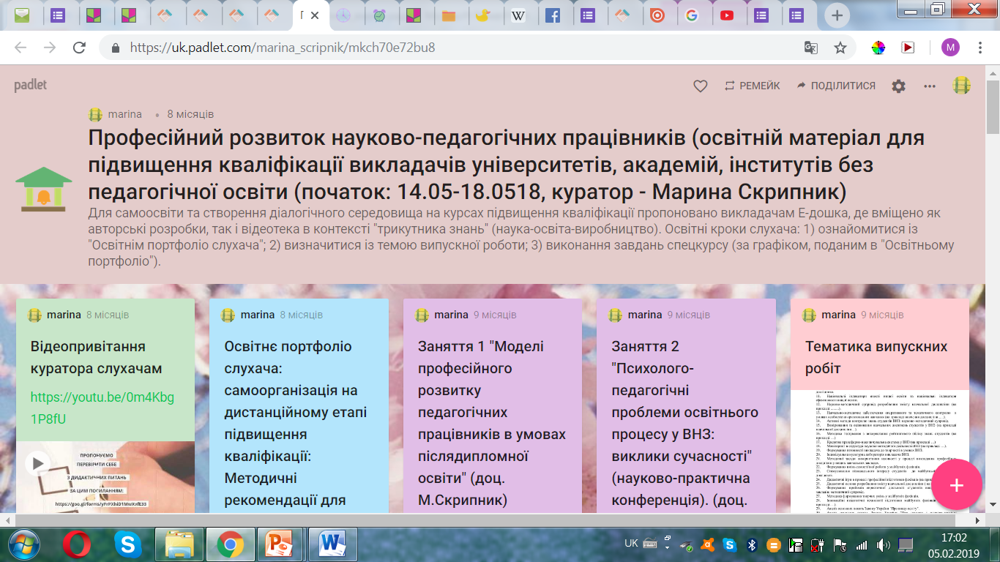 Г
M
https://uk.padlet.com/marina_scripnik/mkch70e72bu8
padlet
РЕМЕЙК
ПОДІЛИТИСЯ
marina • 8 місяців
Професійний розвиток науково-педагогічних працівників (освітній матеріал для
підвищення кваліфікації викладачів університетів, академій, інститутів без
педагогічної освіти (початок: 14.05-18.0518, куратор - Марина Скрипник)
Для самоосвіти та створення діалогічного середовища на курсах підвищення кваліфікації пропоновано викладачам Е-дошка, де вміщено як
авторські розробки, так і відеотека в контексті "трикутника знань" (наука-освіта-виробництво). Освітні кроки слухача: 1) ознайомитися із
"Освітнім портфоліо слухача"; 2) визначитися із темою випускної роботи; 3) виконання завдань спецкурсу (за графіком, поданим в "Освітньому
портфоліо").
marina 8 місяців
Відеопривітання
куратора слухачам
https://youtu.be/0m4Kbg
1P8fU
ПРОПОНУЄМО
ПЕРЕВІРИТИ СЕБЕ
З ДИДАКТИЧНИХ ПИТАНЬ
ЗА ЦИМ ПОСИЛАННЯМ:
marina 8 місяців
Освітнє портфоліо
слухача:
самоорганізація на
дистанційному етапі
підвищення
кваліфікації:
Методичні
рекомендації для
marina 9 місяців
Заняття 1 "Моделі
професійного
розвитку
педагогічних
працівників в умовах
післядипломної
освіти" (доц.
М.Скрипник)
marina 9 місяців
Заняття 2
"Психолого-
педагогічні
проблеми освітнього
процесу у ВНЗ:
виклики сучасності"
(науково-практична
конференція). (доц.
marina 9 місяців
Тематика випускних
робіт
UK
17:02
05.02.2019